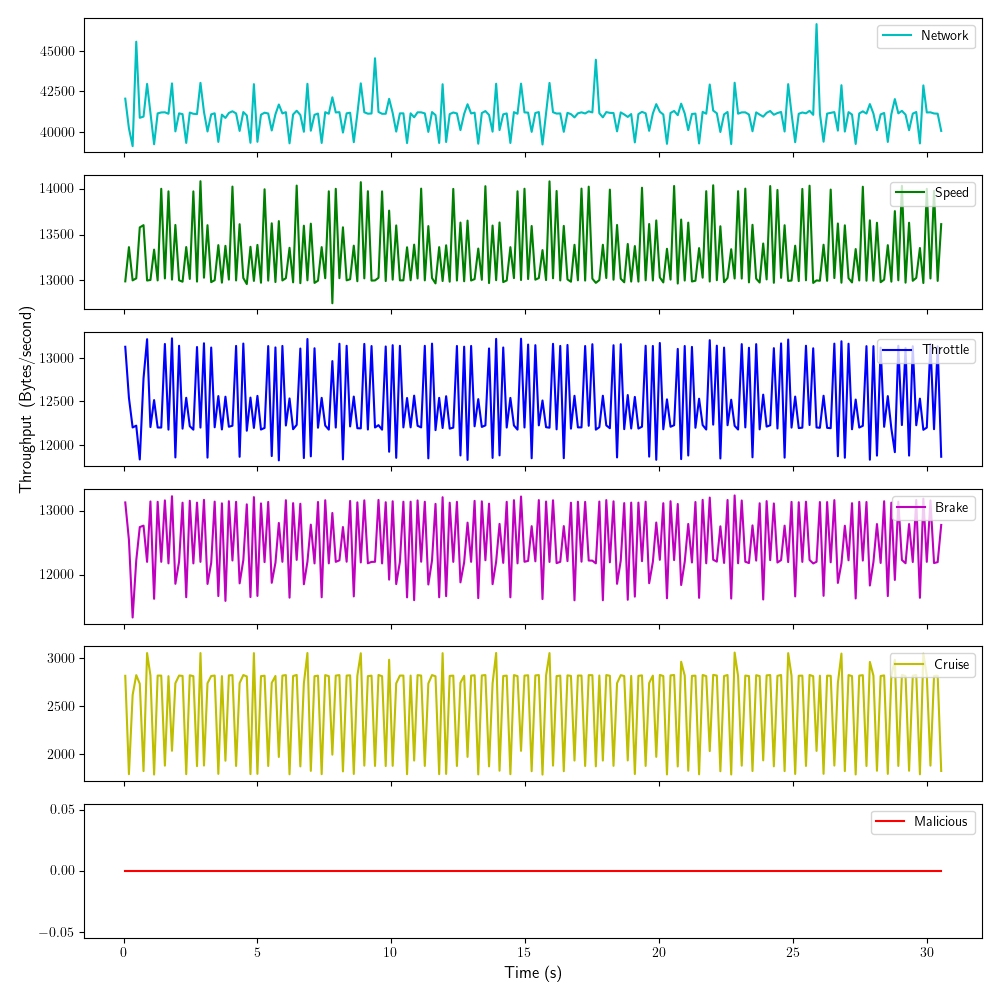 45000
42500
40000
Network
14000
13500
13000
Speed
13000
12500
12000
Throttle
13000
12000
Brake
3000
2500
2000
Cruise
0.05
0.00
−0.05
Malicious
0 5 10 15 20 25 30
Time (s)
Throughput (Bytes/second)